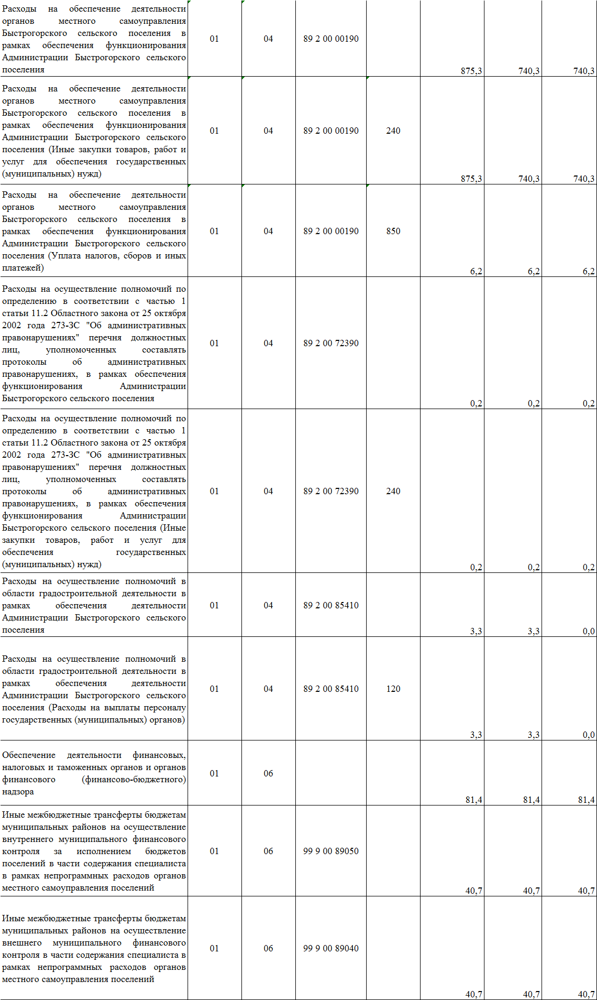 Расходы на обеспечение деятельности
органов местного самоуправления
Быстрогорского сельского поселения в
рамках обеспечения функционирования
Администрации Быстрогорского сельского
поселения
01 04 89 2 00 00190
875,3 740,3 740,3
Расходы на обеспечение деятельности
органов местного самоуправления
Быстрогорского сельского поселения в
рамках обеспечения функционирования
Администрации Быстрогорского сельского
поселения (Иные закупки товаров, работ и
услуг для обеспечения государственных
(муниципальных) нужд)
01 04 89 2 00 00190 240
875,3 740,3 740,3
Расходы на обеспечение деятельности
органов местного самоуправления
Быстрогорского сельского поселения в
рамках обеспечения функционирования
Администрации Быстрогорского сельского
поселения (Уплата налогов, сборов и иных
платежей)
01 04 89 2 00 00190 850
6,2 6,2 6,2
Расходы на осуществление полномочий по
определению в соответствии с частью 1
статьи 11.2 Областного закона от 25 октября
2002 года 273-ЗС "Об административных
правонарушениях" перечня должностных
лиц, уполномоченных составлять
протоколы об административных
правонарушениях, в рамках обеспечения
функционирования Администрации
Быстрогорского сельского поселения
01 04 89 2 00 72390
0,2 0,2 0,2
Расходы на осуществление полномочий по
определению в соответствии с частью 1
статьи 11.2 Областного закона от 25 октября
2002 года 273-ЗС "Об административных
правонарушениях" перечня должностных
лиц, уполномоченных составлять
протоколы об административных
правонарушениях, в рамках обеспечения
функционирования Администрации
Быстрогорского сельского поселения (Иные
закупки товаров, работ и услуг для
обеспечения государственных
(муниципальных) нужд)
01 04 89 2 00 72390 240
0,2 0,2 0,2
Расходы на осуществление полномочий в
области градостроительной деятельности в
рамках обеспечения деятельности
Администрации Быстрогорского сельского
поселения
01 04 89 2 00 85410
3,3 3,3 0,0
Расходы на осуществление полномочий в
области градостроительной деятельности в
рамках обеспечения деятельности
Администрации Быстрогорского сельского
поселения (Расходы на выплаты персоналу
государственных (муниципальных) органов)
01 04 89 2 00 85410 120
3,3 3,3 0,0
Обеспечение деятельности финансовых,
налоговых и таможенных органов и органов
финансового (финансово-бюджетного)
надзора
01 06
81,4 81,4 81,4
Иные межбюджетные трансферты бюджетам
муниципальных районов на осуществление
внутреннего муниципального финансового
контроля за исполнением бюджетов
поселений в части содержания специалиста
в рамках непрограммных расходов органов
местного самоуправления поселений
01 06 99 9 00 89050
40,7 40,7 40,7
Иные межбюджетные трансферты бюджетам
муниципальных районов на осуществление
внешнего муниципального финансового
контроля в части содержания специалиста в
рамках непрограммных расходов органов
местного самоуправления поселений
01 06 99 9 00 89040
40,7 40,7 40,7